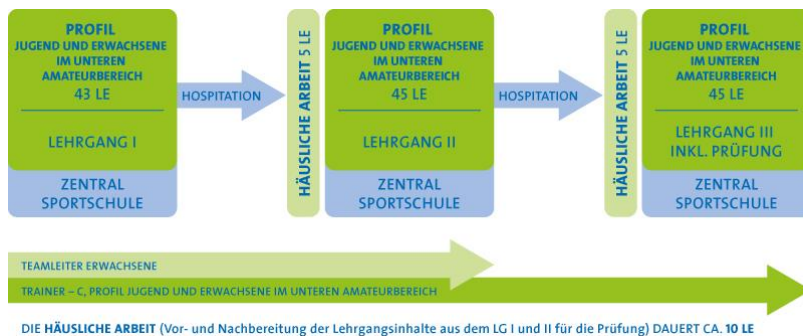 PROFIL
JUGEND UND ERWACHSENE
IM UNTEREN
AMATEURBEREICH
43 LE
LEHRGANG I
ZENTRAL
SPORTSCHULE
HOSPITATION
HÄUSLICHE ARBEIT 5 LE
PROFIL
JUGEND UND ERWACHSENE
IM UNTEREN
AMATEURBEREICH
45 LE
LEHRGANG II
ZENTRAL
SPORTSCHULE
HOSPITATION
HÄUSLICHE ARBEIT 5 LE
PROFIL
JUGEND UND ERWACHSENE
IM UNTEREN
AMATEURBEREICH
45 LE
LEHRGANG III
INKL. PRÜFUNG
ZENTRAL
SPORTSCHULE
TEAMLEITER ERWACHSENE
TRAINER – C, PROFIL JUGEND UND ERWACHSENE IM UNTEREN AMATEURBEREICH
DIE HÄUSLICHE ARBEIT (Vor- und Nachbereitung der Lehrgangsinhalte aus dem LG I und II für die Prüfung) DAUERT CA. 10 LE